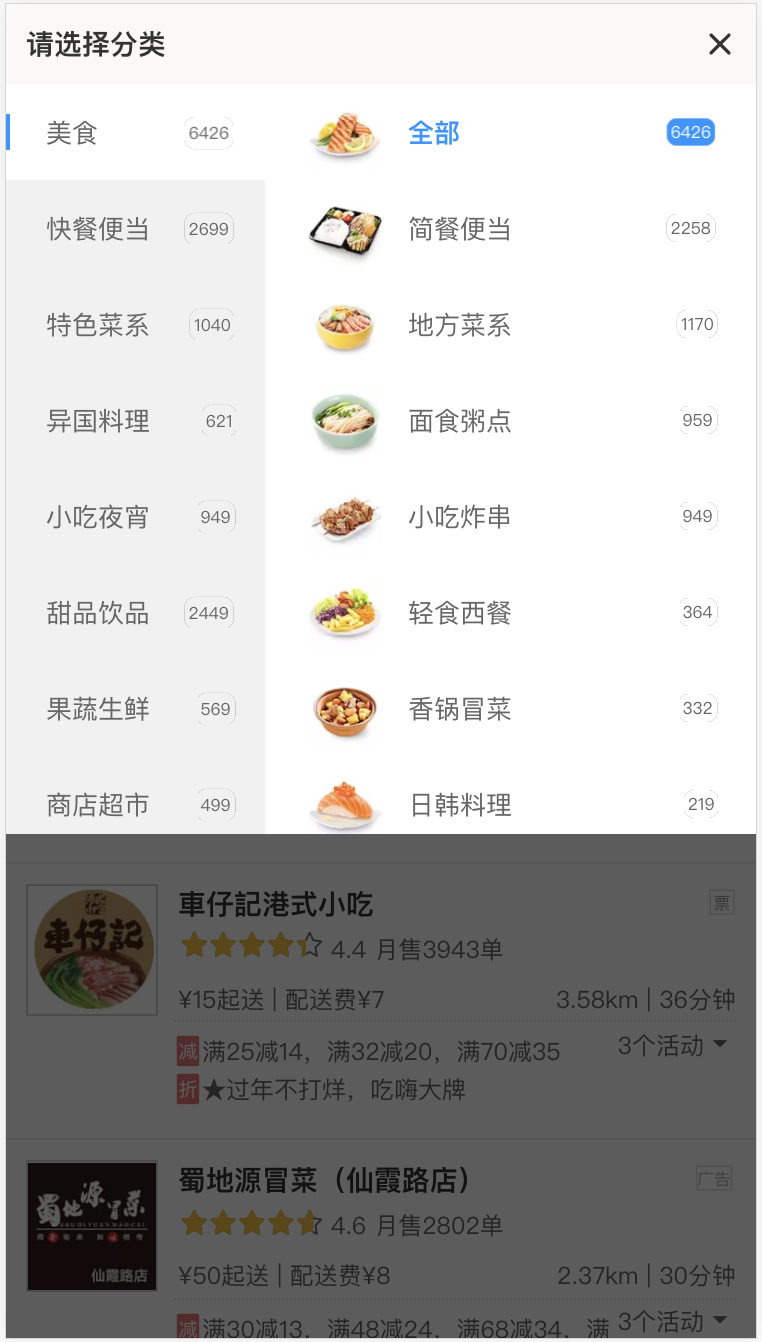 请选择分类
美食 6426 全部 6426
快餐便当 2699 简餐便当 2258
特色菜系 1040 地方菜系 1170
异国料理 621 面食粥点 959
小吃夜宵 949 小吃炸串 949
甜品饮品 2449 轻食西餐 364
果蔬生鲜 569 香锅冒菜 332
商店超市 499 日韩料理 219
車仔記
車仔記港式小吃 票
4.4 月售3943单
¥15起送 | 配送费¥7 3.58km | 36分钟
减 满25减14，满32减20，满70减35 3个活动
折 ★过年不打烊，吃嗨大牌
蜀地源冒菜
SHU DI YUAN MAO CAI
仙霞路店
蜀地源冒菜（仙霞路店） 广告
4.6 月售2802单
¥50起送 | 配送费¥8 2.37km | 30分钟
减 满30减13，满48减24，满68减34，满 3个活动